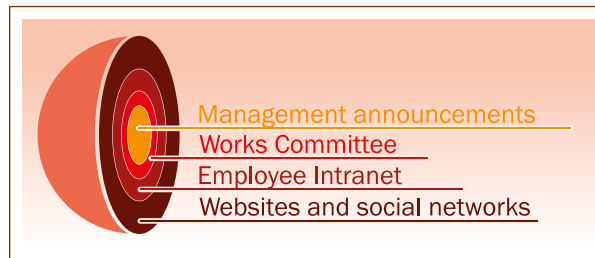 Management announcements
Works Committee
Employee Intranet
Websites and social networks